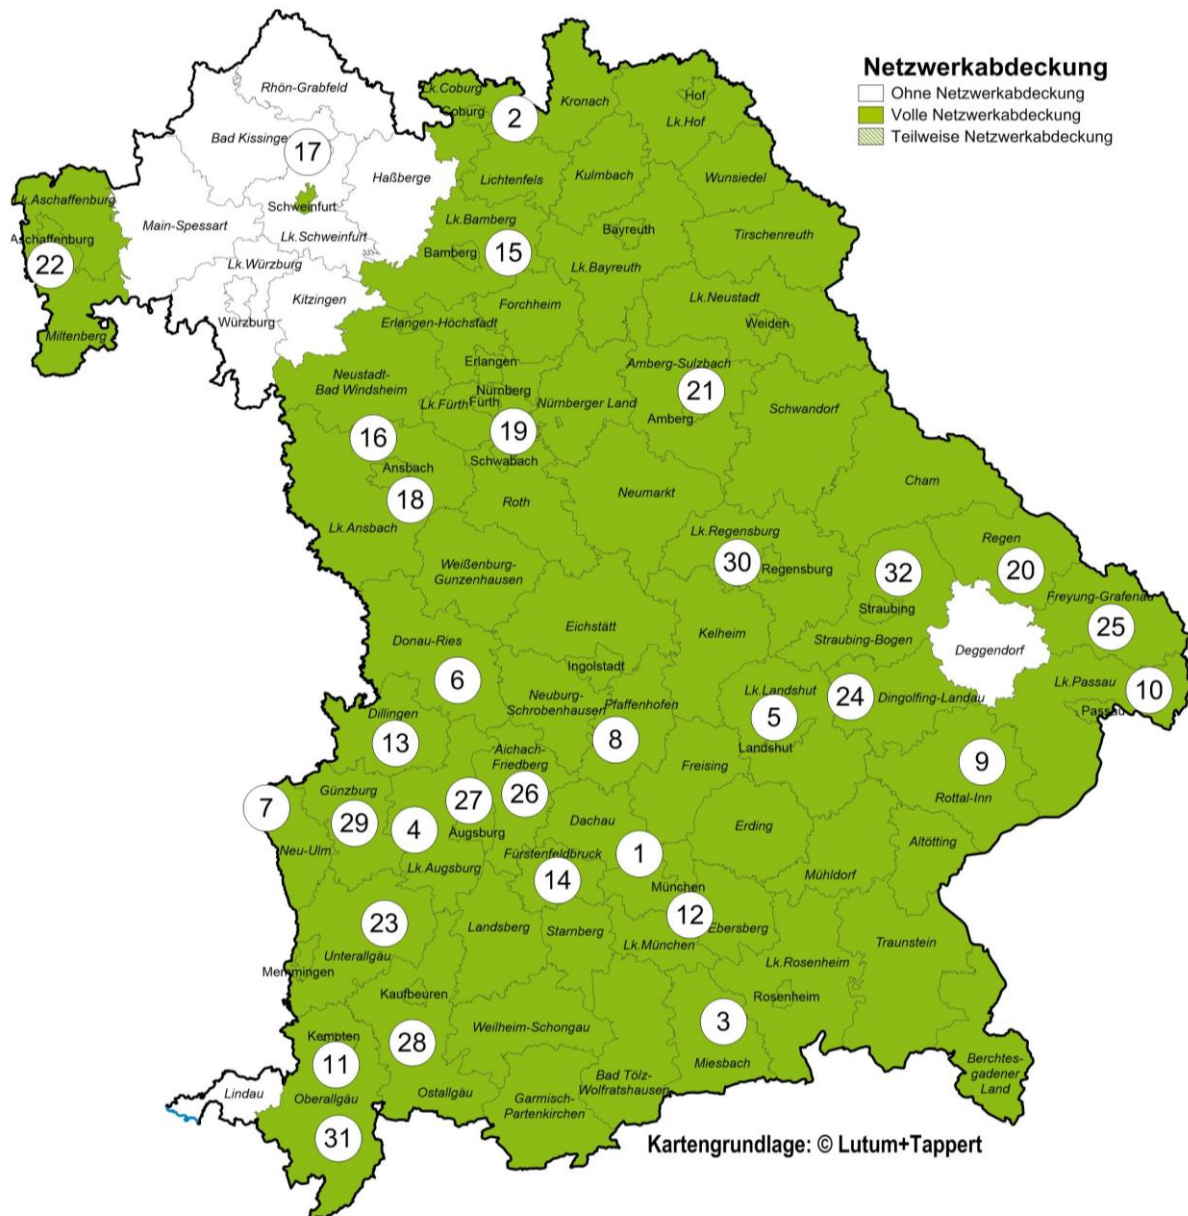 Netzwerkabdeckung
Ohne Netzwerkabdeckung
Volle Netzwerkabdeckung
Teilweise Netzwerkabdeckung
Rhön-Grabfeld
Lk.Coburg
Coburg
2
Kronach
Hof
Lk.Hof
Bad Kissingen
17
Haßberge
Lichtenfels
Kulmbach
Wunsiedel
Lk.Aschaffenburg
Schweinfurt
Main-Spessart
Lk.Schweinfurt
Lk.Bamberg
Bayreuth
Tirschenreuth
Aschaffenburg
22
Bamberg
15
Lk.Würzburg
Lk.Bayreuth
Kitzingen
Forchheim
Lk.Neustadt
Miltenberg
Würzburg
Erlangen-Höchstadt
Weiden
Erlangen
Amberg-Sulzbach
Neustadt-
Bad Windsheim
Nürnberg
21
Lk.Fürth
Fürth
Nürnberger Land
Schwandorf
Amberg
16
19
Ansbach
Schwabach
18
Roth
Neumarkt
Cham
Lk.Ansbach
Lk.Regensburg
Regen
30
Regensburg
32
20
Weißenburg-
Gunzenhausen
Freyung-Grafenau
Straubing
25
Eichstätt
Kelheim
Straubing-Bogen
Donau-Ries
Deggendorf
Ingolstadt
6
Lk.Landshut
24
Dingolfing-Landau
Lk.Passau
10
Neuburg-
Schrobenhausen
Pfaffenhofen
Passau
Dillingen
5
13
8
Landshut
Aichach-
Friedberg
Freising
9
Günzburg
Rottal-Inn
7
27
26
29
4
Augsburg
Dachau
Erding
Altötting
Neu-Ulm
Lk.Augsburg
Fürstenfeldbruck
1
14
Mühldorf
München
23
12
Landsberg
Starnberg
Ebersberg
Lk.München
Traunstein
Unterallgäu
Memmingen
Lk.Rosenheim
Kaufbeuren
Rosenheim
Kempten
28
Weilheim-Schongau
3
11
Miesbach
Lindau
Oberallgäu
Ostallgäu
Bad Tölz-
Wolfratshausen
Garmisch-
Partenkirchen
Berchtes-
gadener
Land
31
Kartengrundlage: © Lutum+Tappert